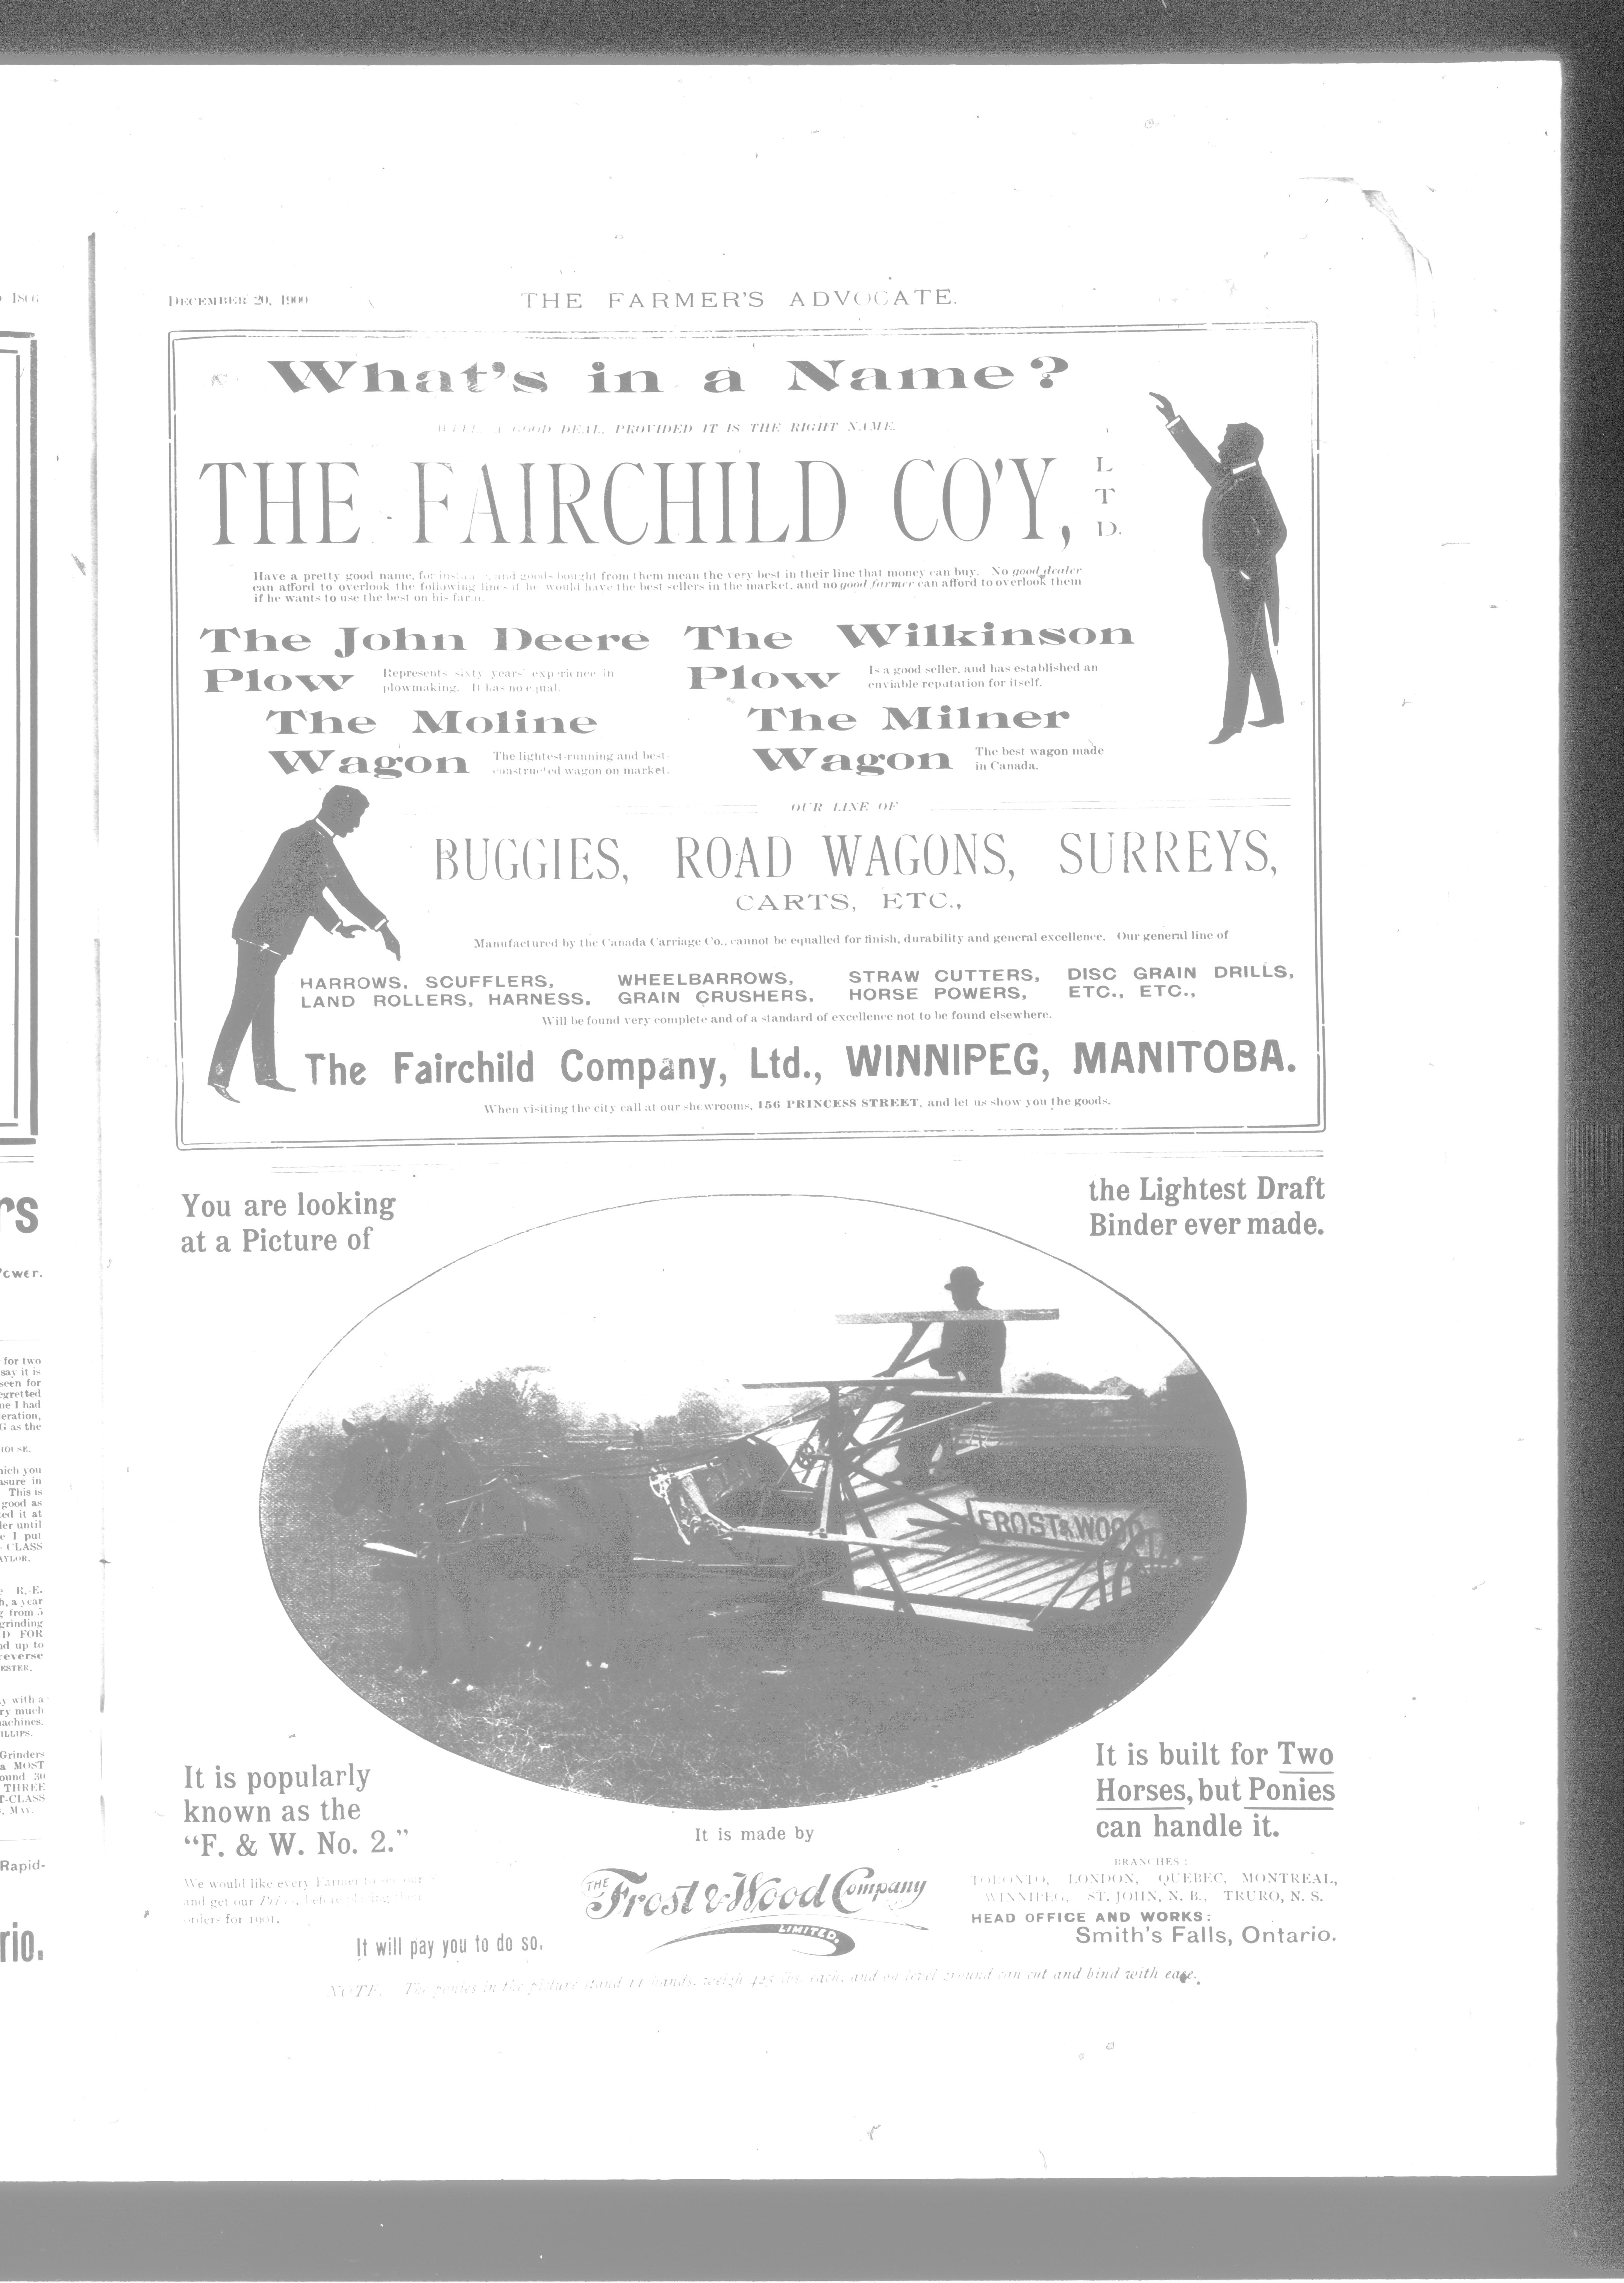 DECEMBER 20, 1900
THE FARMER'S ADVOCATE.
What's in a Name?
WELL, A GOOD DEAL, PROVIDED IT IS THE RIGHT NAME.
THE FAIRCHILD CO'Y, LTD.
Have a pretty good name, for instance, and goods bought from them mean the very best in their line that money can buy. No good dealer
can afford to overlook the following lines if he would have the best sellers in the market, and no good farmer can afford to overlook them
if he wants to use the best on his farm.
The John Deere
Plow
Represents sixty years' experience in
plowmaking. It has no equal.
The Wilkinson
Plow
Is a good seller, and has established an
enviable reputation for itself.
The Moline
Wagon
The lightest-running and best-
constructed wagon on market.
The Milner
Wagon
The best wagon made
in Canada.
OUR LINE OF
BUGGIES, ROAD WAGONS, SURREYS,
CARTS, ETC.,
Manufactured by the Canada Carriage Co., cannot be equalled for finish, durability and general excellence. Our general line of
HARROWS, SCUFFLERS, WHEELBARROWS, STRAW CUTTERS, DISC GRAIN DRILLS,
LAND ROLLERS, HARNESS, GRAIN CRUSHERS, HORSE POWERS, ETC., ETC.,
Will be found very complete and of a standard of excellence not to be found elsewhere.
The Fairchild Company, Ltd., WINNIPEG, MANITOBA.
When visiting the city call at our showrooms, 156 PRINCESS STREET, and let us show you the goods.
You are looking
at a Picture of
the Lightest Draft
Binder ever made.
FROST & WOOD
It is popularly
known as the
“F. & W. No. 2.”
It is built for Two
Horses, but Ponies
can handle it.
We would like every Farmer to our
and get our before
orders for 1901.
It will pay you to do so.
It is made by
THE Frost & Wood Company
LIMITED.
BRANCHES:
TORONTO, LONDON, QUEBEC, MONTREAL,
WINNIPEG, ST. JOHN, N. B., TRURO, N. S.
HEAD OFFICE AND WORKS:
Smith's Falls, Ontario.
NOTE. The ponies in the picture stand 11 hands, weigh 425 lbs. each, and on level ground can cut and bind with ease.